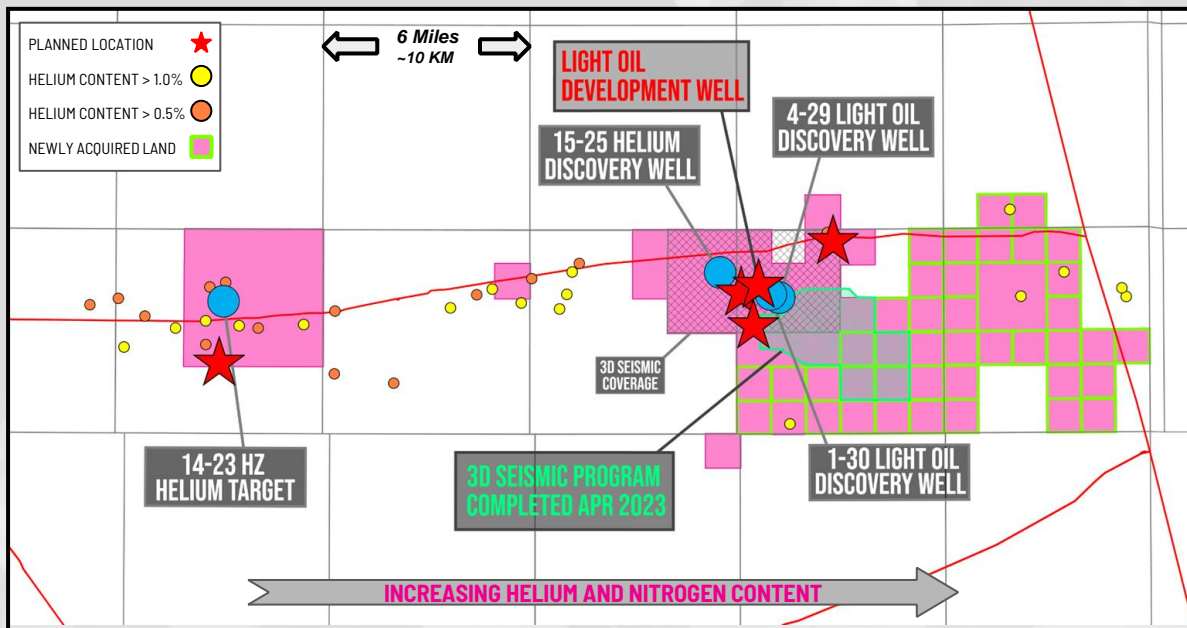 PLANNED LOCATION
HELIUM CONTENT > 1.0%
HELIUM CONTENT > 0.5%
NEWLY ACQUIRED LAND
6 Miles
~10 KM
LIGHT OIL
DEVELOPMENT WELL
4-29 LIGHT OIL
DISCOVERY WELL
15-25 HELIUM
DISCOVERY WELL
3D SEISMIC
COVERAGE
14-23 HZ
HELIUM TARGET
3D SEISMIC PROGRAM
COMPLETED APR 2023
1-30 LIGHT OIL
DISCOVERY WELL
INCREASING HELIUM AND NITROGEN CONTENT